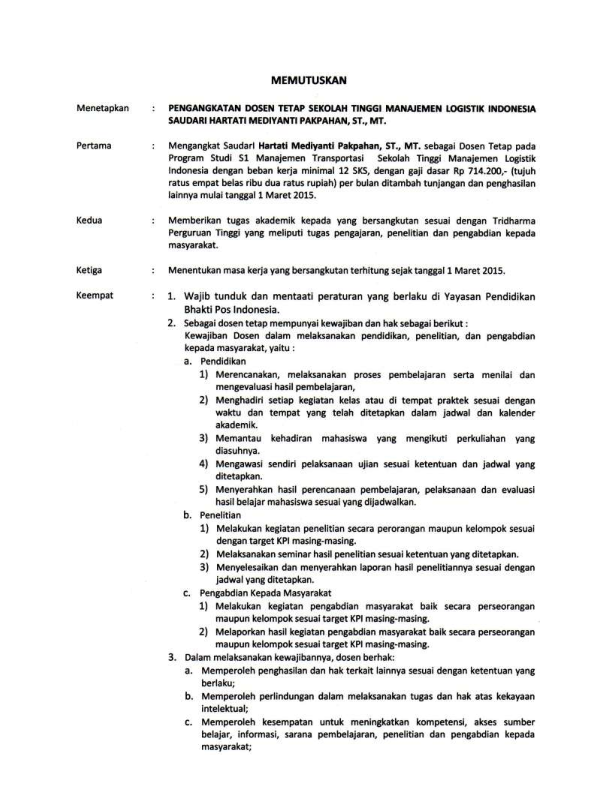 MEMUTUSKAN
Menetapkan : PENGANGKATAN DOSEN TETAP SEKOLAH TINGGI MANAJEMEN LOGISTIK INDONESIA
SAUDARI HARTATI MEDIYANTI PAKPAHAN, ST., MT.
Pertama : Mengangkat Saudari Hartati Mediyanti Pakpahan, ST., MT. sebagai Dosen Tetap pada
Program Studi S1 Manajemen Transportasi Sekolah Tinggi Manajemen Logistik
Indonesia dengan beban kerja minimal 12 SKS, dengan gaji dasar Rp 714.200,- (tujuh
ratus empat belas ribu dua ratus rupiah) per bulan ditambah tunjangan dan penghasilan
lainnya mulai tanggal 1 Maret 2015.
Kedua : Memberikan tugas akademik kepada yang bersangkutan sesuai dengan Tridharma
Perguruan Tinggi yang meliputi tugas pengajaran, penelitian dan pengabdian kepada
masyarakat.
Ketiga : Menentukan masa kerja yang bersangkutan terhitung sejak tanggal 1 Maret 2015.
Keempat : 1. Wajib tunduk dan mentaati peraturan yang berlaku di Yayasan Pendidikan
Bhakti Pos Indonesia.
2. Sebagai dosen tetap mempunyai kewajiban dan hak sebagai berikut :
Kewajiban Dosen dalam melaksanakan pendidikan, penelitian, dan pengabdian
kepada masyarakat, yaitu :
a. Pendidikan
1) Merencanakan, melaksanakan proses pembelajaran serta menilai dan
mengevaluasi hasil pembelajaran,
2) Menghadiri setiap kegiatan kelas atau di tempat praktek sesuai dengan
waktu dan tempat yang telah ditetapkan dalam jadwal dan kalender
akademik.
3) Memantau kehadiran mahasiswa yang mengikuti perkuliahan yang
diasuhnya.
4) Mengawasi sendiri pelaksanaan ujian sesuai ketentuan dan jadwal yang
ditetapkan.
5) Menyerahkan hasil perencanaan pembelajaran, pelaksanaan dan evaluasi
hasil belajar mahasiswa sesuai yang dijadwalkan.
b. Penelitian
1) Melakukan kegiatan penelitian secara perorangan maupun kelompok sesuai
dengan target KPI masing-masing.
2) Melaksanakan seminar hasil penelitian sesuai ketentuan yang ditetapkan.
3) Menyelesaikan dan menyerahkan laporan hasil penelitiannya sesuai dengan
jadwal yang ditetapkan.
c. Pengabdian Kepada Masyarakat
1) Melakukan kegiatan pengabdian masyarakat baik secara perseorangan
maupun kelompok sesuai target KPI masing-masing.
2) Melaporkan hasil kegiatan pengabdian masyarakat baik secara perseorangan
maupun kelompok sesuai target KPI masing-masing.
3. Dalam melaksanakan kewajibannya, dosen berhak:
a. Memperoleh penghasilan dan hak terkait lainnya sesuai dengan ketentuan yang
berlaku;
b. Memperoleh perlindungan dalam melaksanakan tugas dan hak atas kekayaan
intelektual;
c. Memperoleh kesempatan untuk meningkatkan kompetensi, akses sumber
belajar, informasi, sarana pembelajaran, penelitian dan pengabdian kepada
masyarakat;